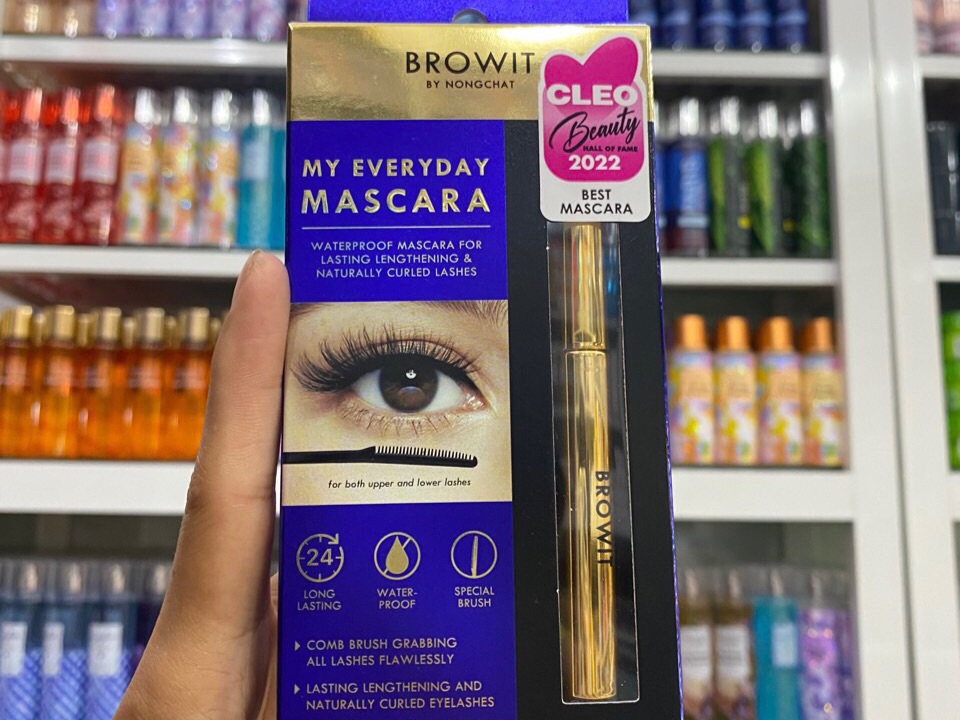 BROWIT
BY NONGCHAT
CLEO
Beauty
HALL OF FAME
2022
BEST
MASCARA
MY EVERYDAY
MASCARA
WATERPROOF MASCARA FOR
LASTING LENGTHENING &
NATURALLY CURLED LASHES
for both upper and lower lashes
24
LONG
LASTING
WATER-
PROOF
SPECIAL
BRUSH
COMB BRUSH GRABBING
ALL LASHES FLAWLESSLY
LASTING LENGTHENING AND
NATURALLY CURLED EYELASHES
BROWIT